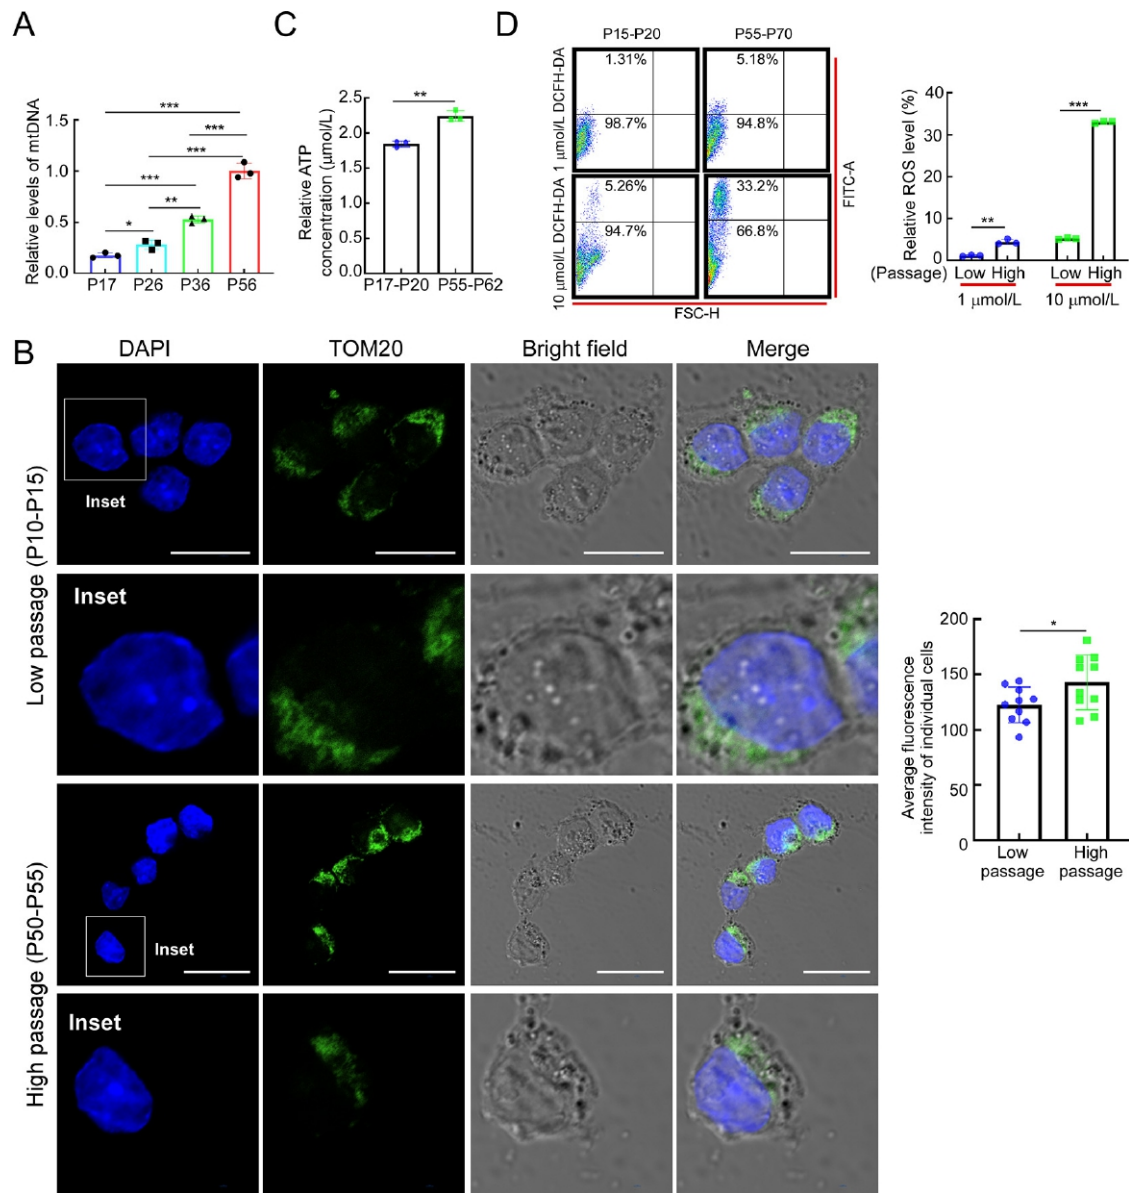 A
Relative levels of mtDNA
1.5
1.0
0.5
0.0
***
***
***
***
**
*
P17 P26 P36 P56
C
Relative ATP
concentration (μmol/L)
2.5
2.0
1.5
1.0
0.5
0.0
**
P17-P20 P55-P62
D
P15-P20 P55-P70
1 μmol/L DCFH-DA
10 μmol/L DCFH-DA
1.31% 5.18%
98.7% 94.8%
5.26% 33.2%
94.7% 66.8%
FITC-A
FSC-H
Relative ROS level (%)
40
30
20
10
0
**
***
(Passage) Low High Low High
1 μmol/L 10 μmol/L
B
DAPI TOM20 Bright field Merge
Low passage (P10-P15)
Inset
Inset
High passage (P50-P55)
Inset
Inset
Average fluorescence
intensity of individual cells
200
150
100
50
0
*
Low High
passage passage